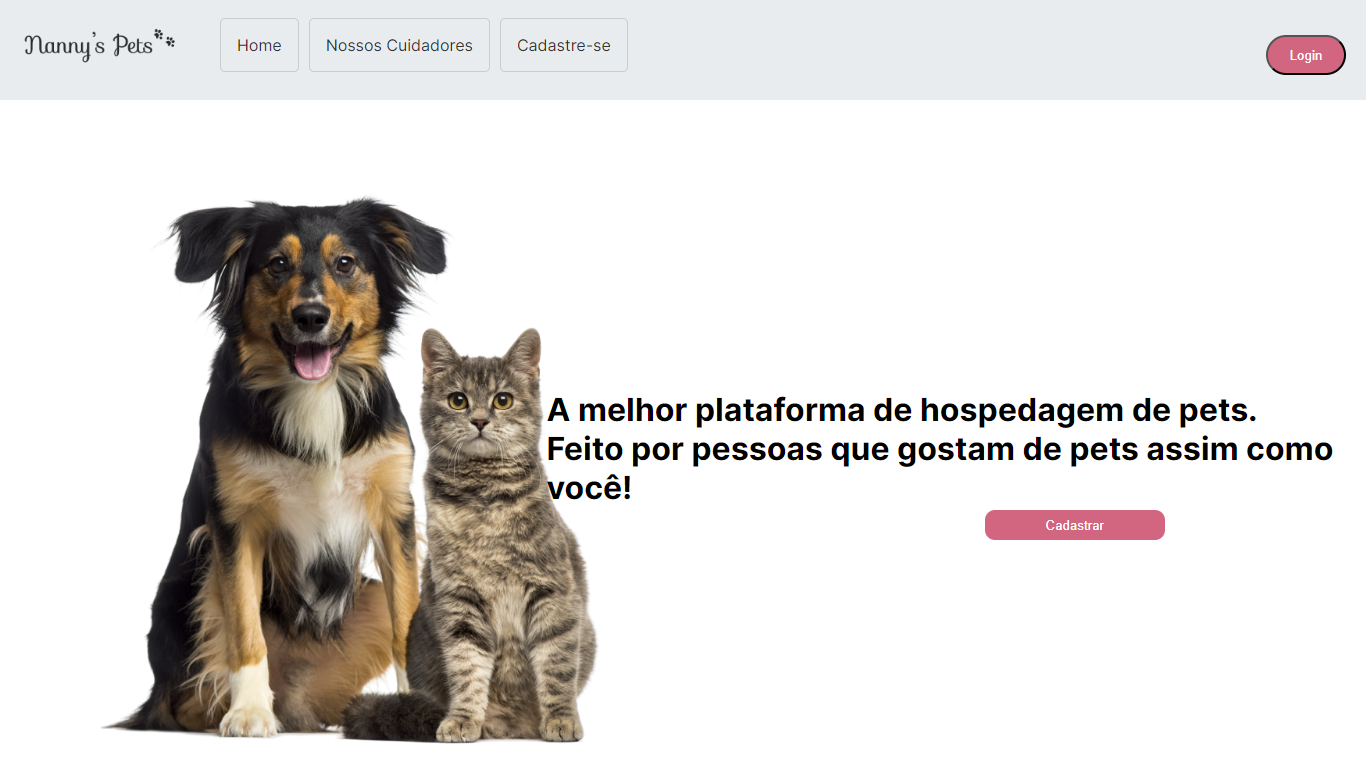 Nanny's Pets
Home
Nossos Cuidadores
Cadastre-se
Login
A melhor plataforma de hospedagem de pets.
Feito por pessoas que gostam de pets assim como
você!
Cadastrar